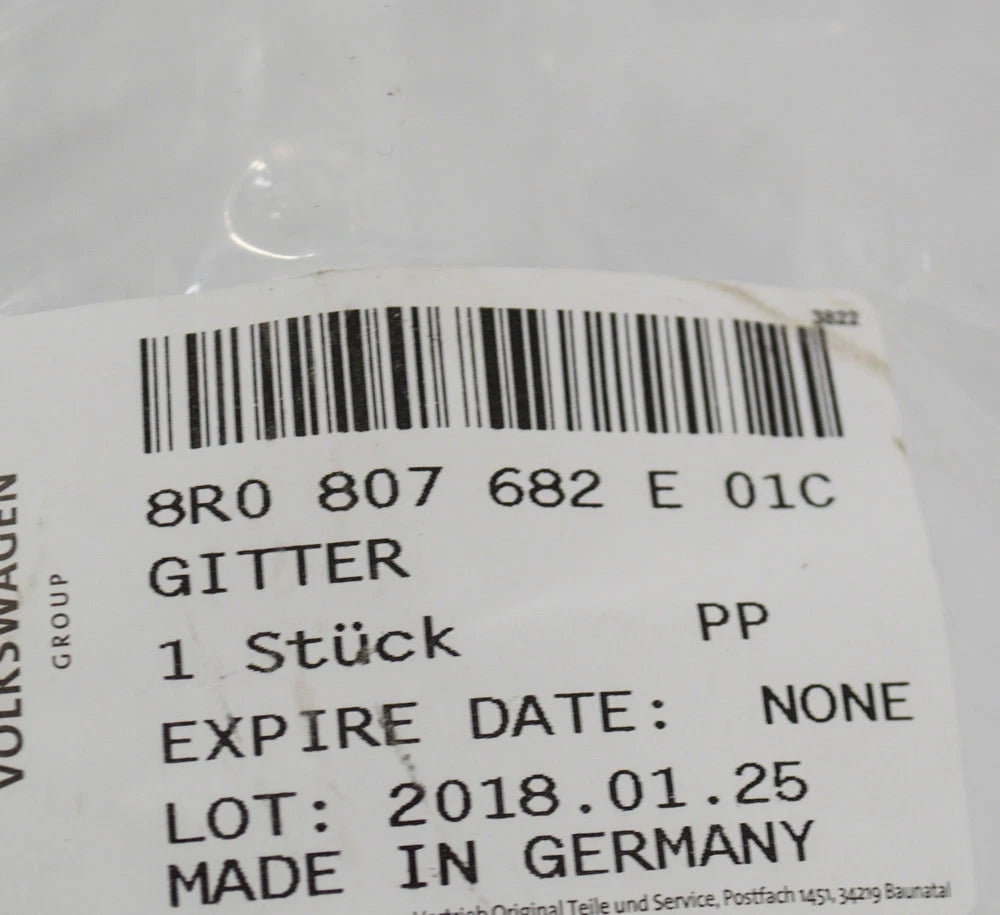 3822
8R0 807 682 E 01C
GITTER
1 Stück PP
EXPIRE DATE: NONE
LOT: 2018.01.25
MADE IN GERMANY
Original Teile und Service, Postfach 1451, 34219 Baunatal
VOLKSWAGEN
GROUP